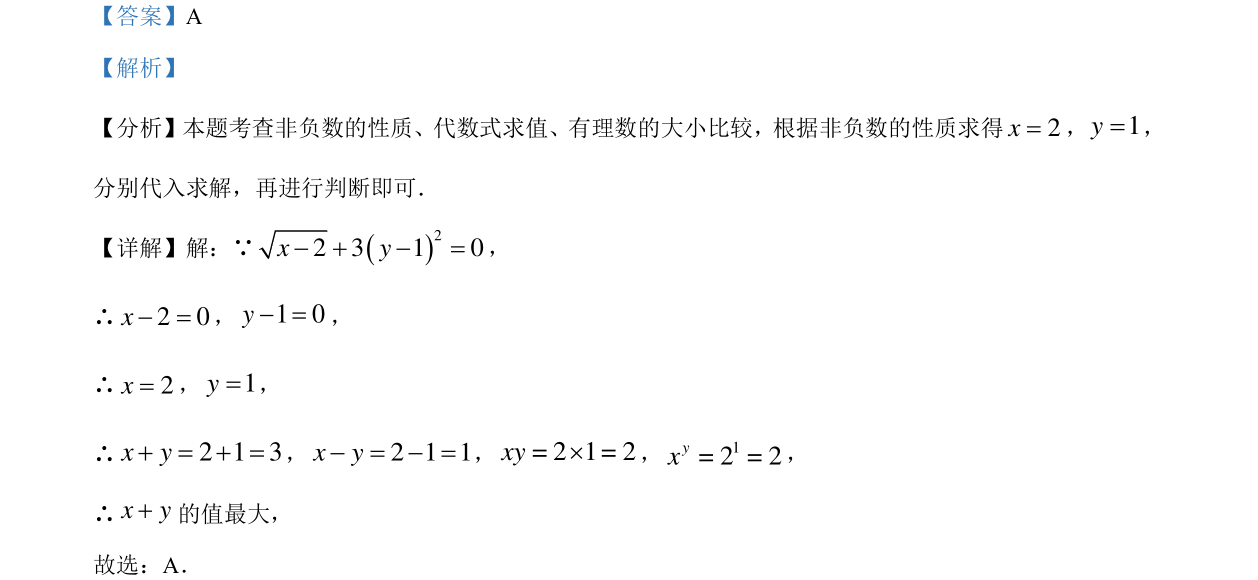 【答案】A
【解析】
【分析】本题考查非负数的性质、代数式求值、有理数的大小比较，根据非负数的性质求得 x = 2，y = 1，
分别代入求解，再进行判断即可．
【详解】解：∵ √(x−2) + 3(y−1)² = 0，
∴ x − 2 = 0，y − 1 = 0，
∴ x = 2，y = 1，
∴ x + y = 2 + 1 = 3，x − y = 2 − 1 = 1，xy = 2×1 = 2，xʸ = 2¹ = 2，
∴ x + y 的值最大，
故选：A．